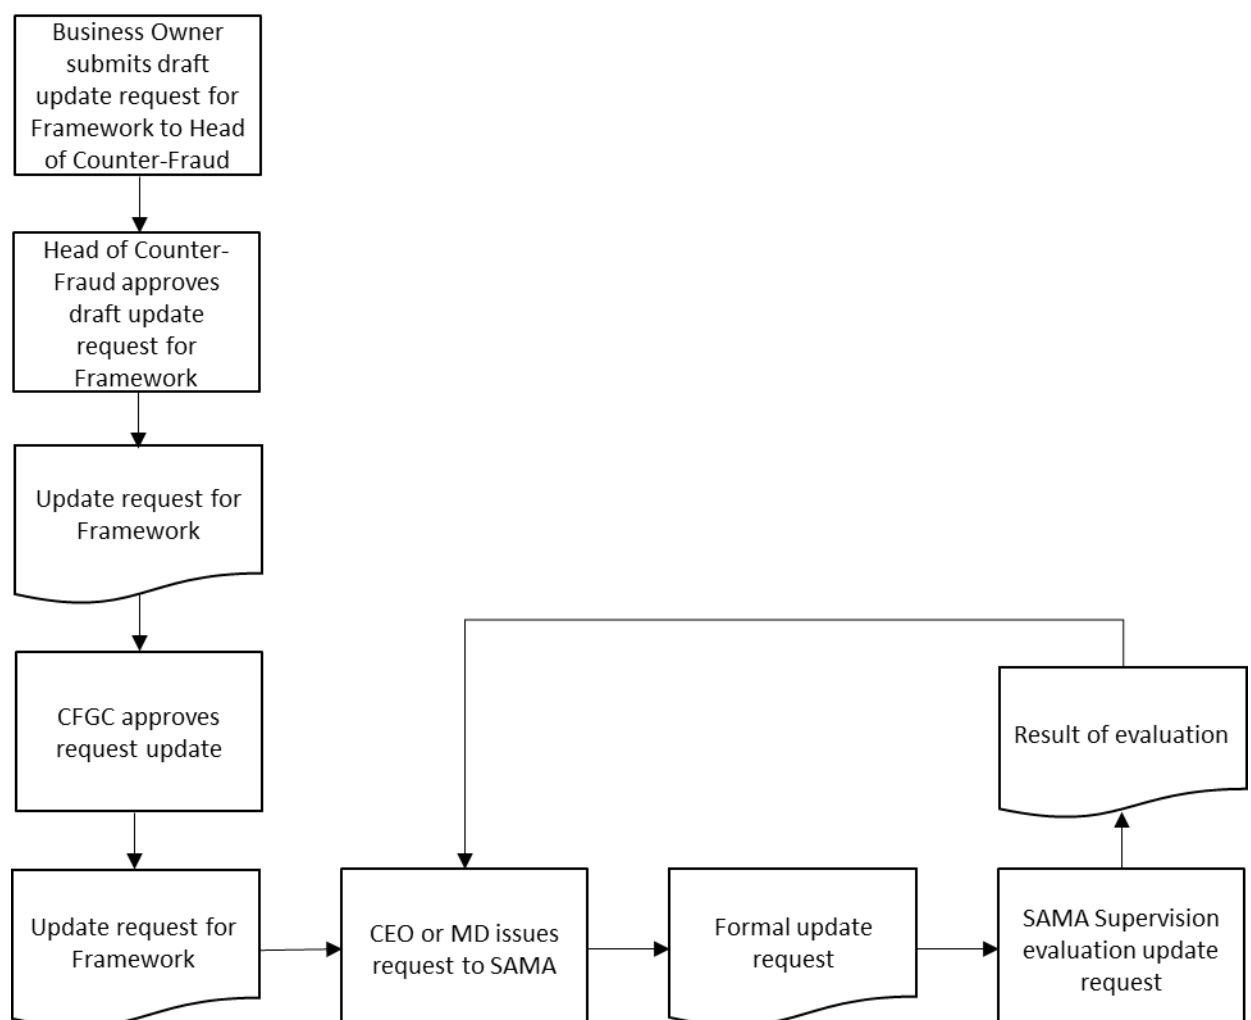 Business Owner
submits draft
update request for
Framework to Head
of Counter-Fraud
Head of Counter-
Fraud approves
draft update
request for
Framework
Update request for
Framework
CFGC approves
request update
Update request for
Framework
CEO or MD issues
request to SAMA
Formal update
request
SAMA Supervision
evaluation update
request
Result of evaluation